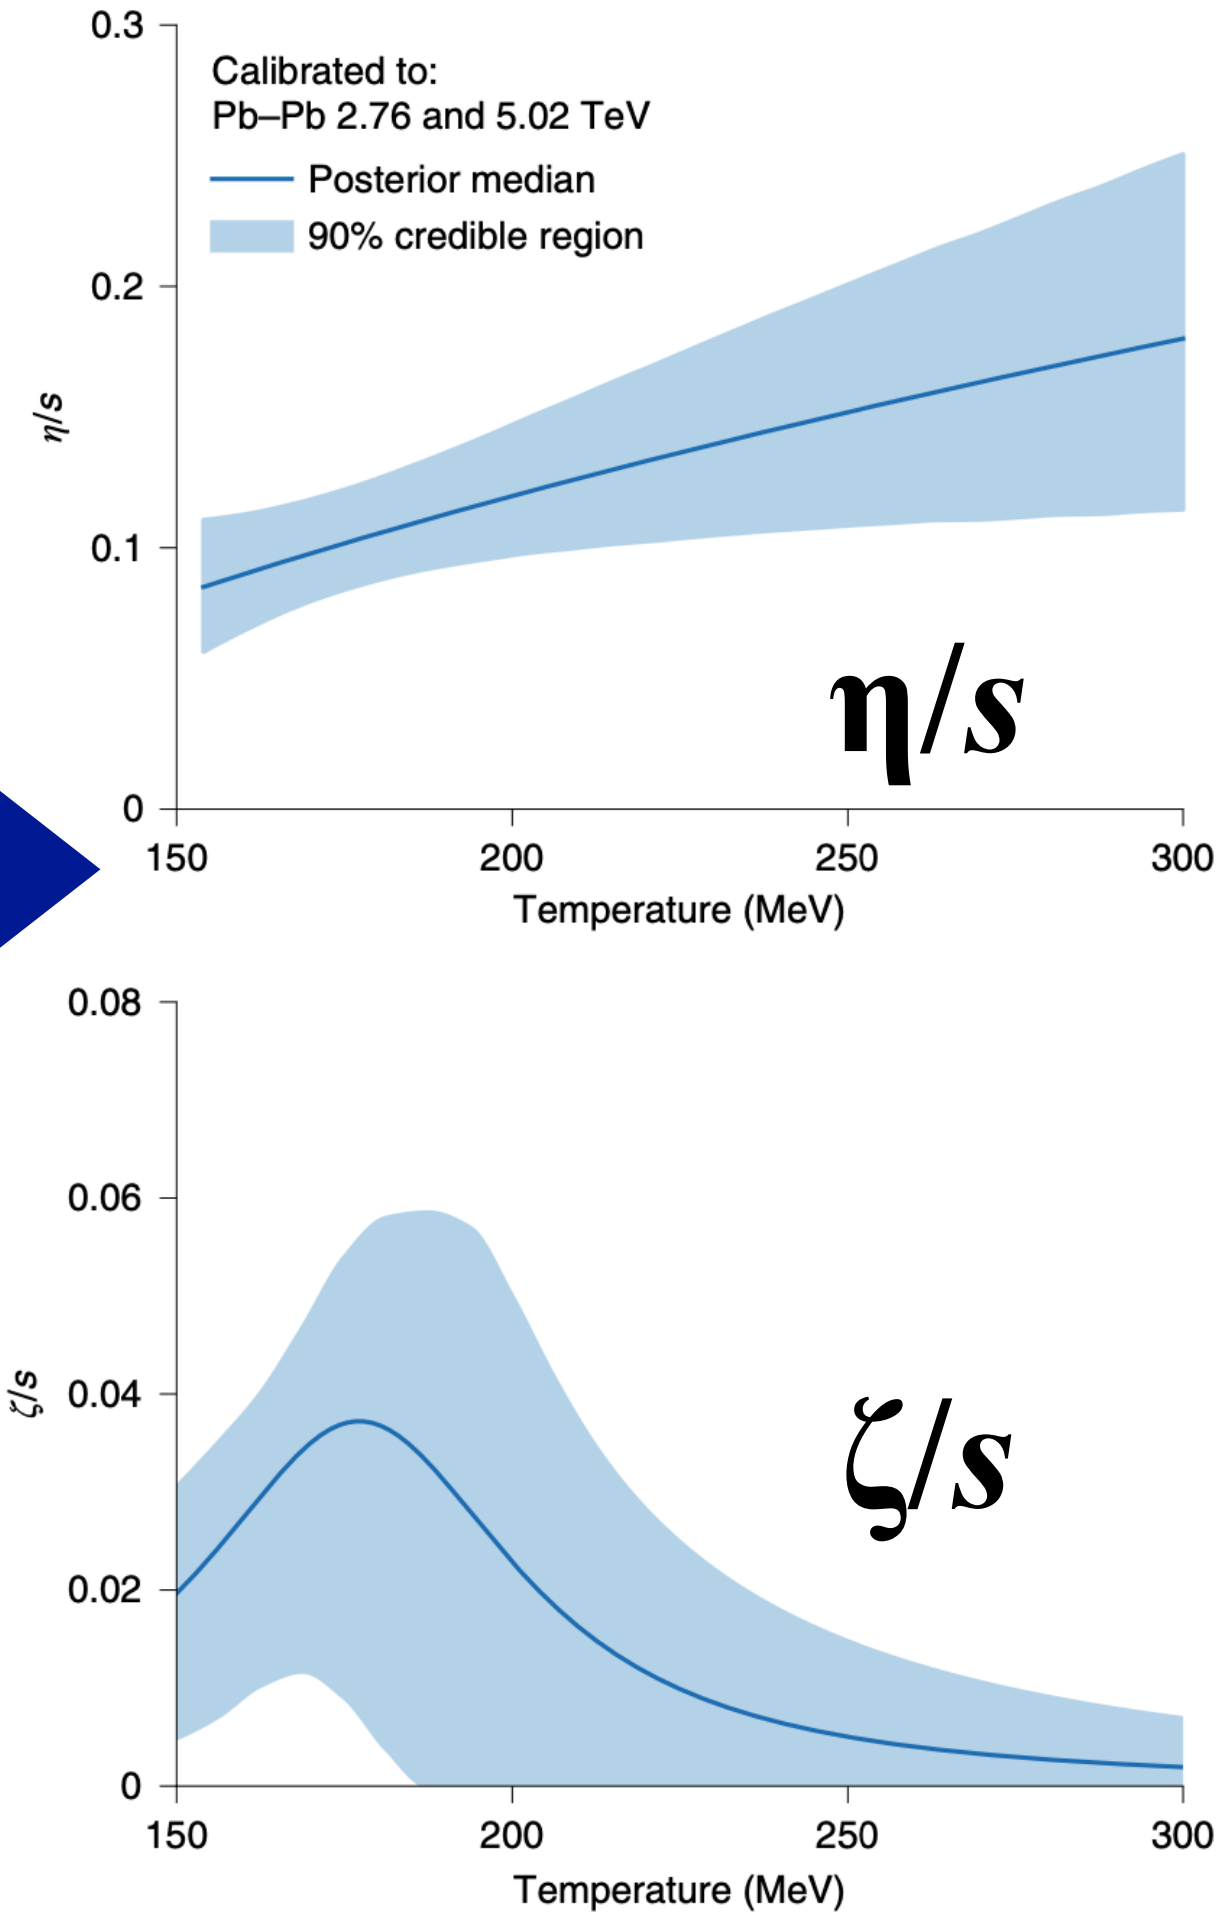 0.3
Calibrated to:
Pb–Pb 2.76 and 5.02 TeV
Posterior median
90% credible region
0.2
η/s
0.1
η/s
0
150 200 250 300
Temperature (MeV)
0.08
0.06
ζ/s
0.04
ζ/s
0.02
0
150 200 250 300
Temperature (MeV)